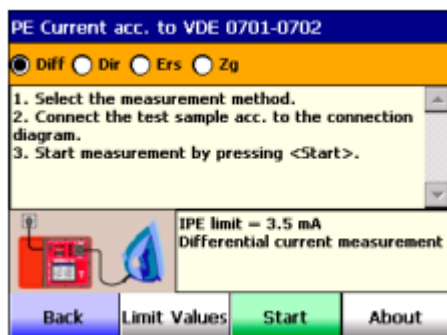 PE Current acc. to VDE 0701-0702
Diff Dir Ers Zg
1. Select the measurement method.
2. Connect the test sample acc. to the connection
diagram.
3. Start measurement by pressing <Start>.
IPE limit = 3.5 mA
Differential current measurement
Back Limit Values Start About